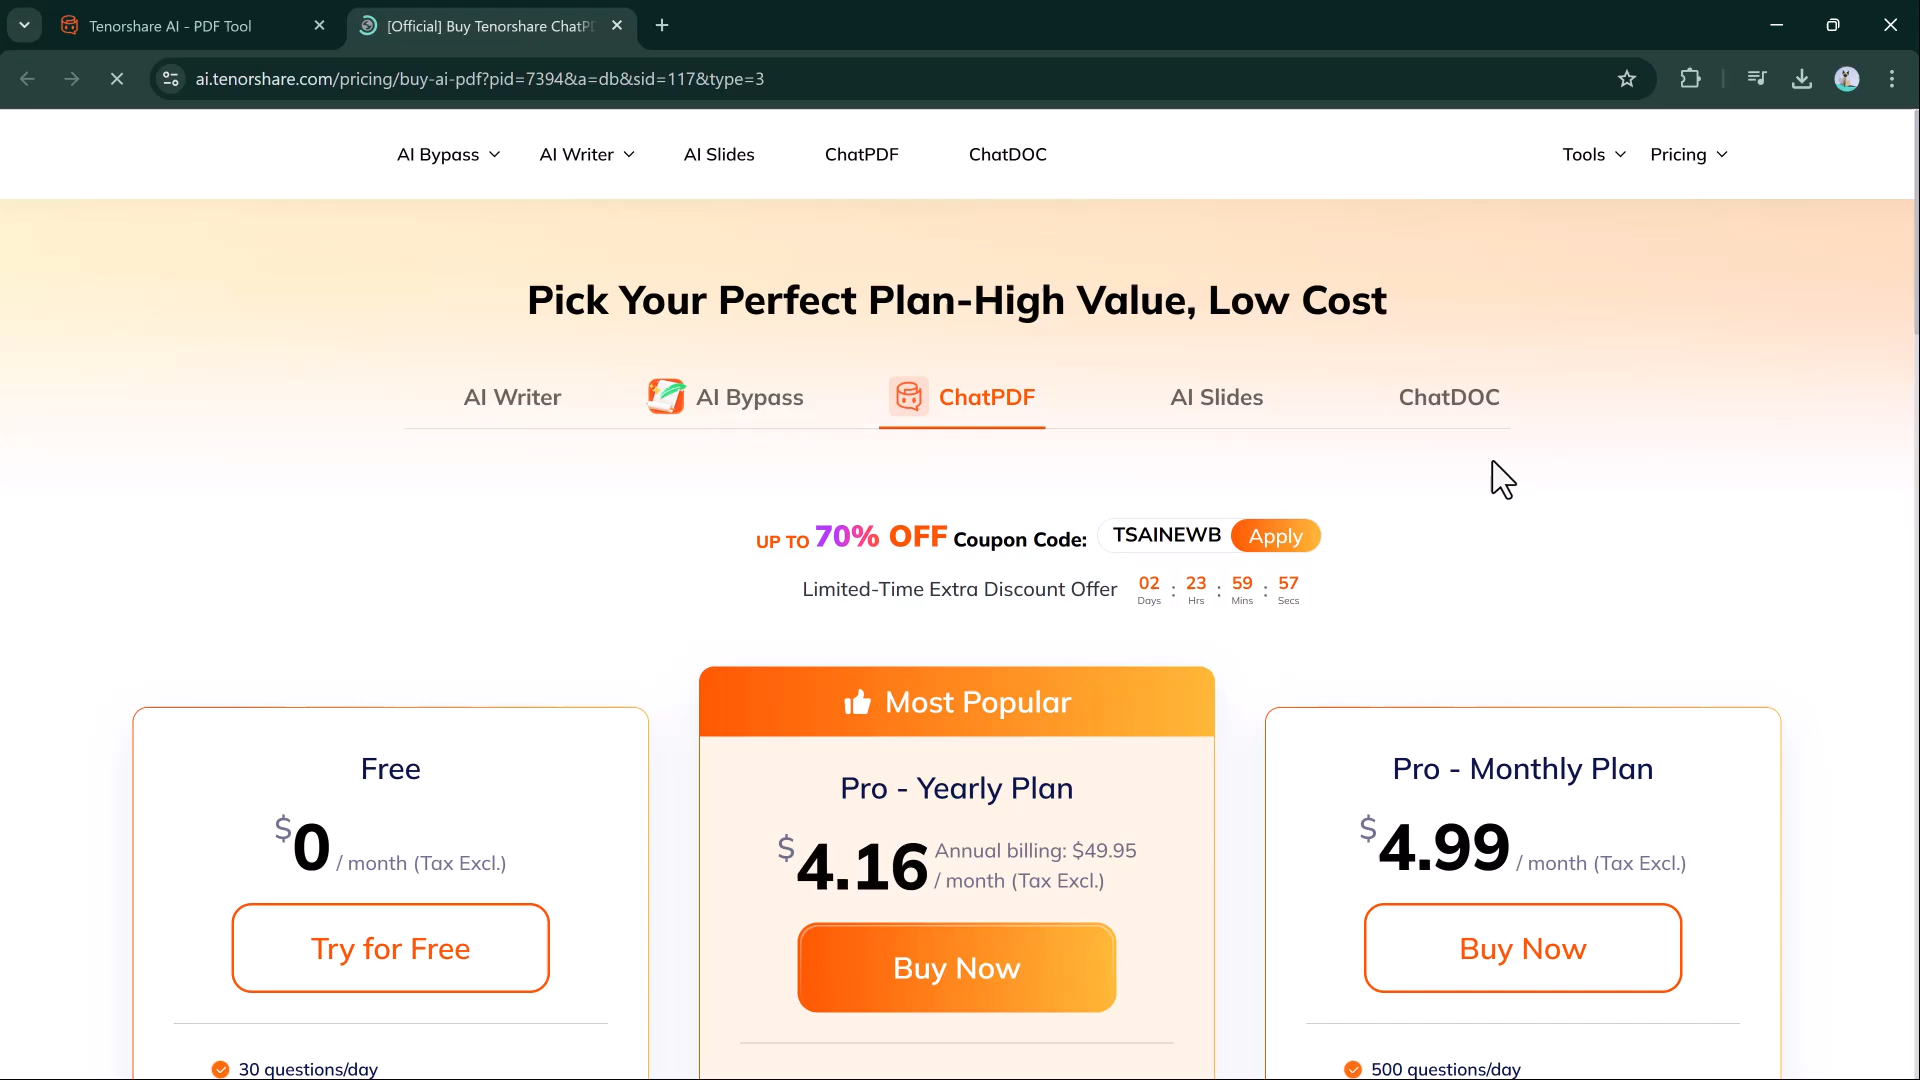 Tenorshare AI - PDF Tool
[Official] Buy Tenorshare ChatPD
ai.tenorshare.com/pricing/buy-ai-pdf?pid=7394&a=db&sid=117&type=3
AI Bypass
AI Writer
AI Slides
ChatPDF
ChatDOC
Tools
Pricing
Pick Your Perfect Plan-High Value, Low Cost
AI Writer
AI Bypass
ChatPDF
AI Slides
ChatDOC
UP TO 70% OFF Coupon Code: TSAINEWB Apply
Limited-Time Extra Discount Offer 02 : 23 : 59 : 57
Days Hrs Mins Secs
Free
$0 / month (Tax Excl.)
Try for Free
30 questions/day
Most Popular
Pro - Yearly Plan
$4.16 Annual billing: $49.95
/ month (Tax Excl.)
Buy Now
Pro - Monthly Plan
$4.99 / month (Tax Excl.)
Buy Now
500 questions/day